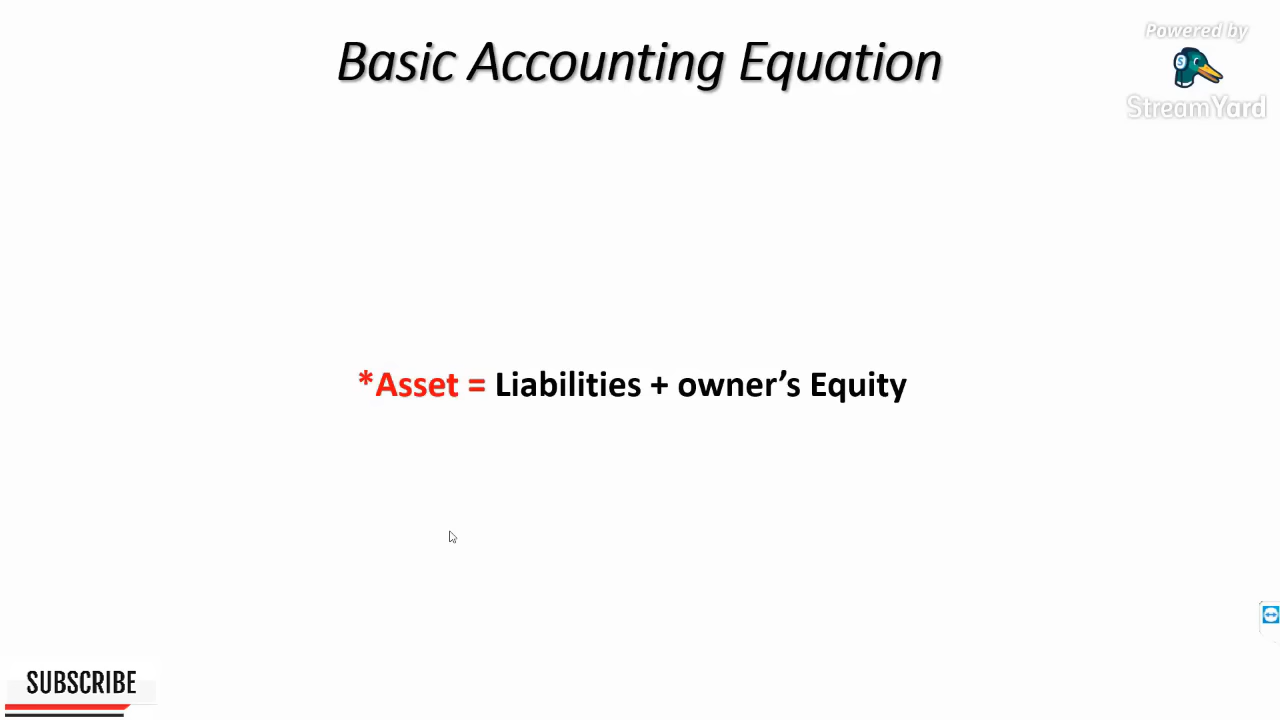 Basic Accounting Equation
Powered by
StreamYard
*Asset = Liabilities + owner’s Equity
SUBSCRIBE